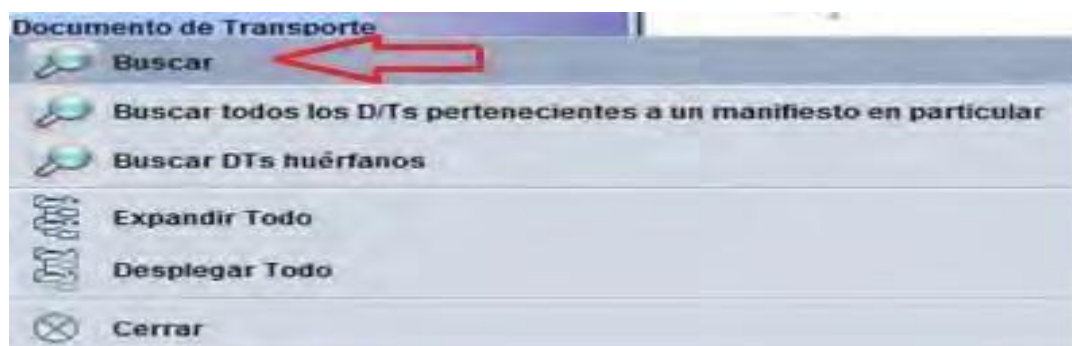 Documento de Transporte
Buscar
Buscar todos los D/Ts pertenecientes a un manifiesto en particular
Buscar DTs huérfanos
Expandir Todo
Desplegar Todo
Cerrar